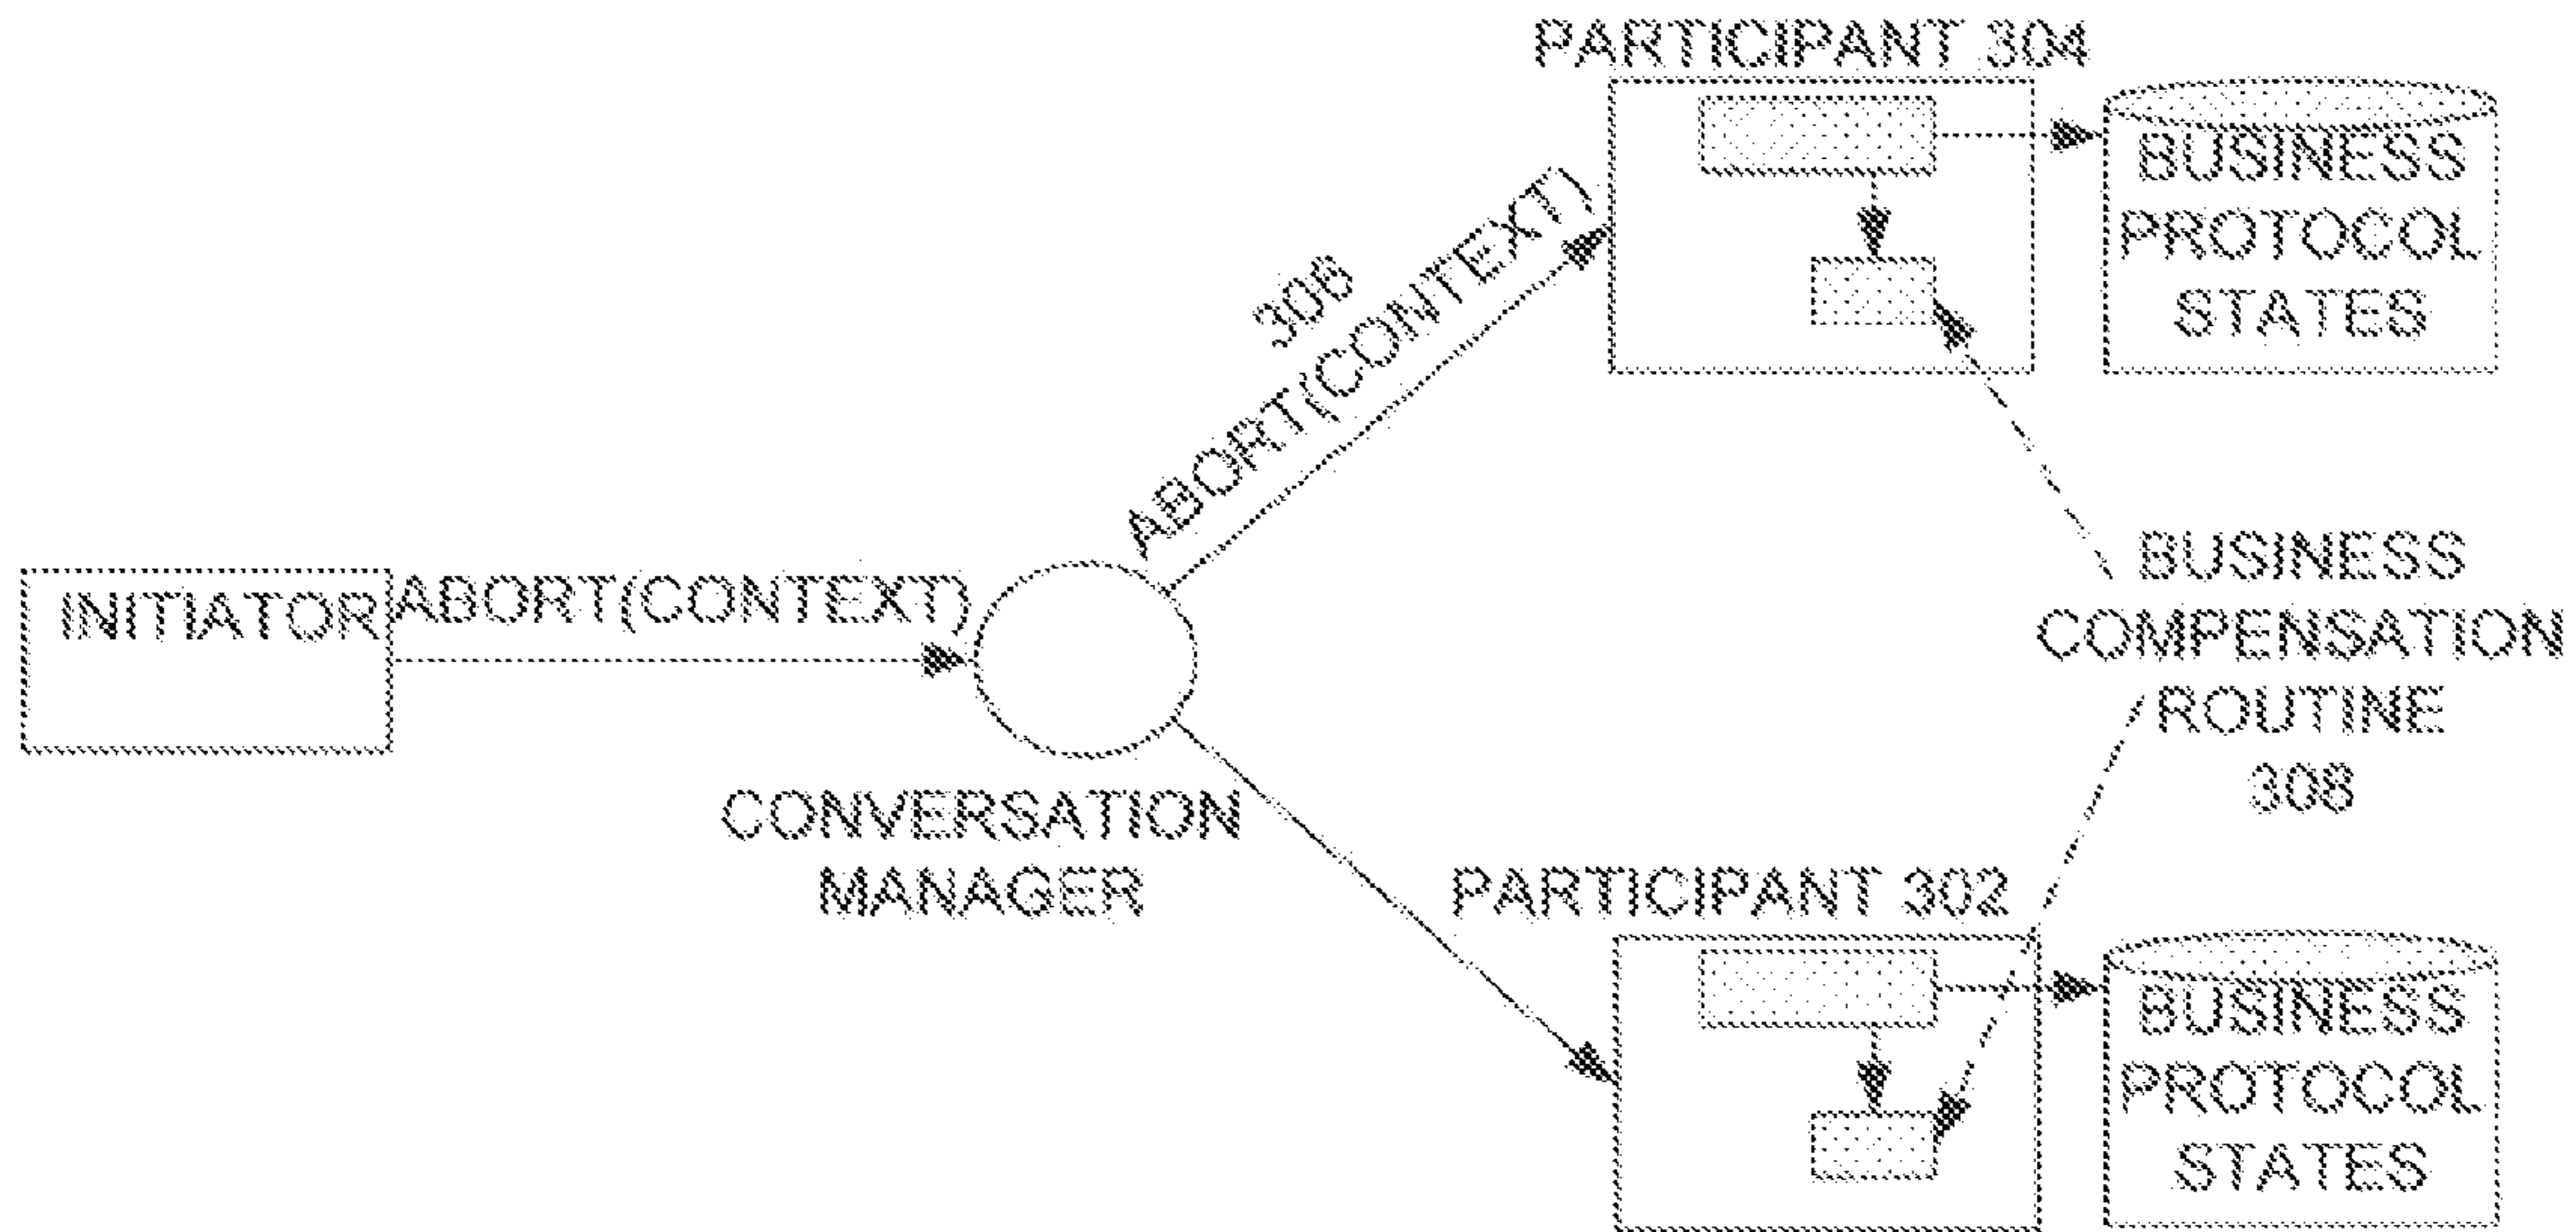 PARTICIPANT 304
BUSINESS
PROTOCOL
STATES
306
ABORT(CONTEXT)
INITIATOR
ABORT(CONTEXT)
CONVERSATION
MANAGER
BUSINESS
COMPENSATION
ROUTINE
308
PARTICIPANT 302
BUSINESS
PROTOCOL
STATES